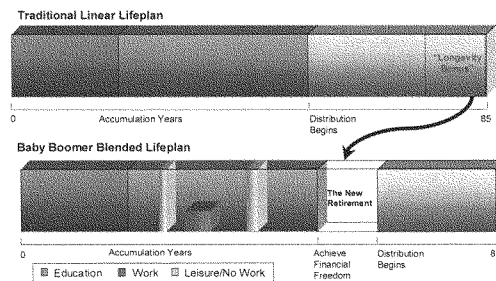 Traditional Linear Lifeplan
"Longevity
Bonus"
0 Accumulation Years Distribution 85
Begins
Baby Boomer Blended Lifeplan
The New
Retirement
0 Accumulation Years Achieve Distribution 8
Financial Begins
Freedom
Education Work Leisure/No Work